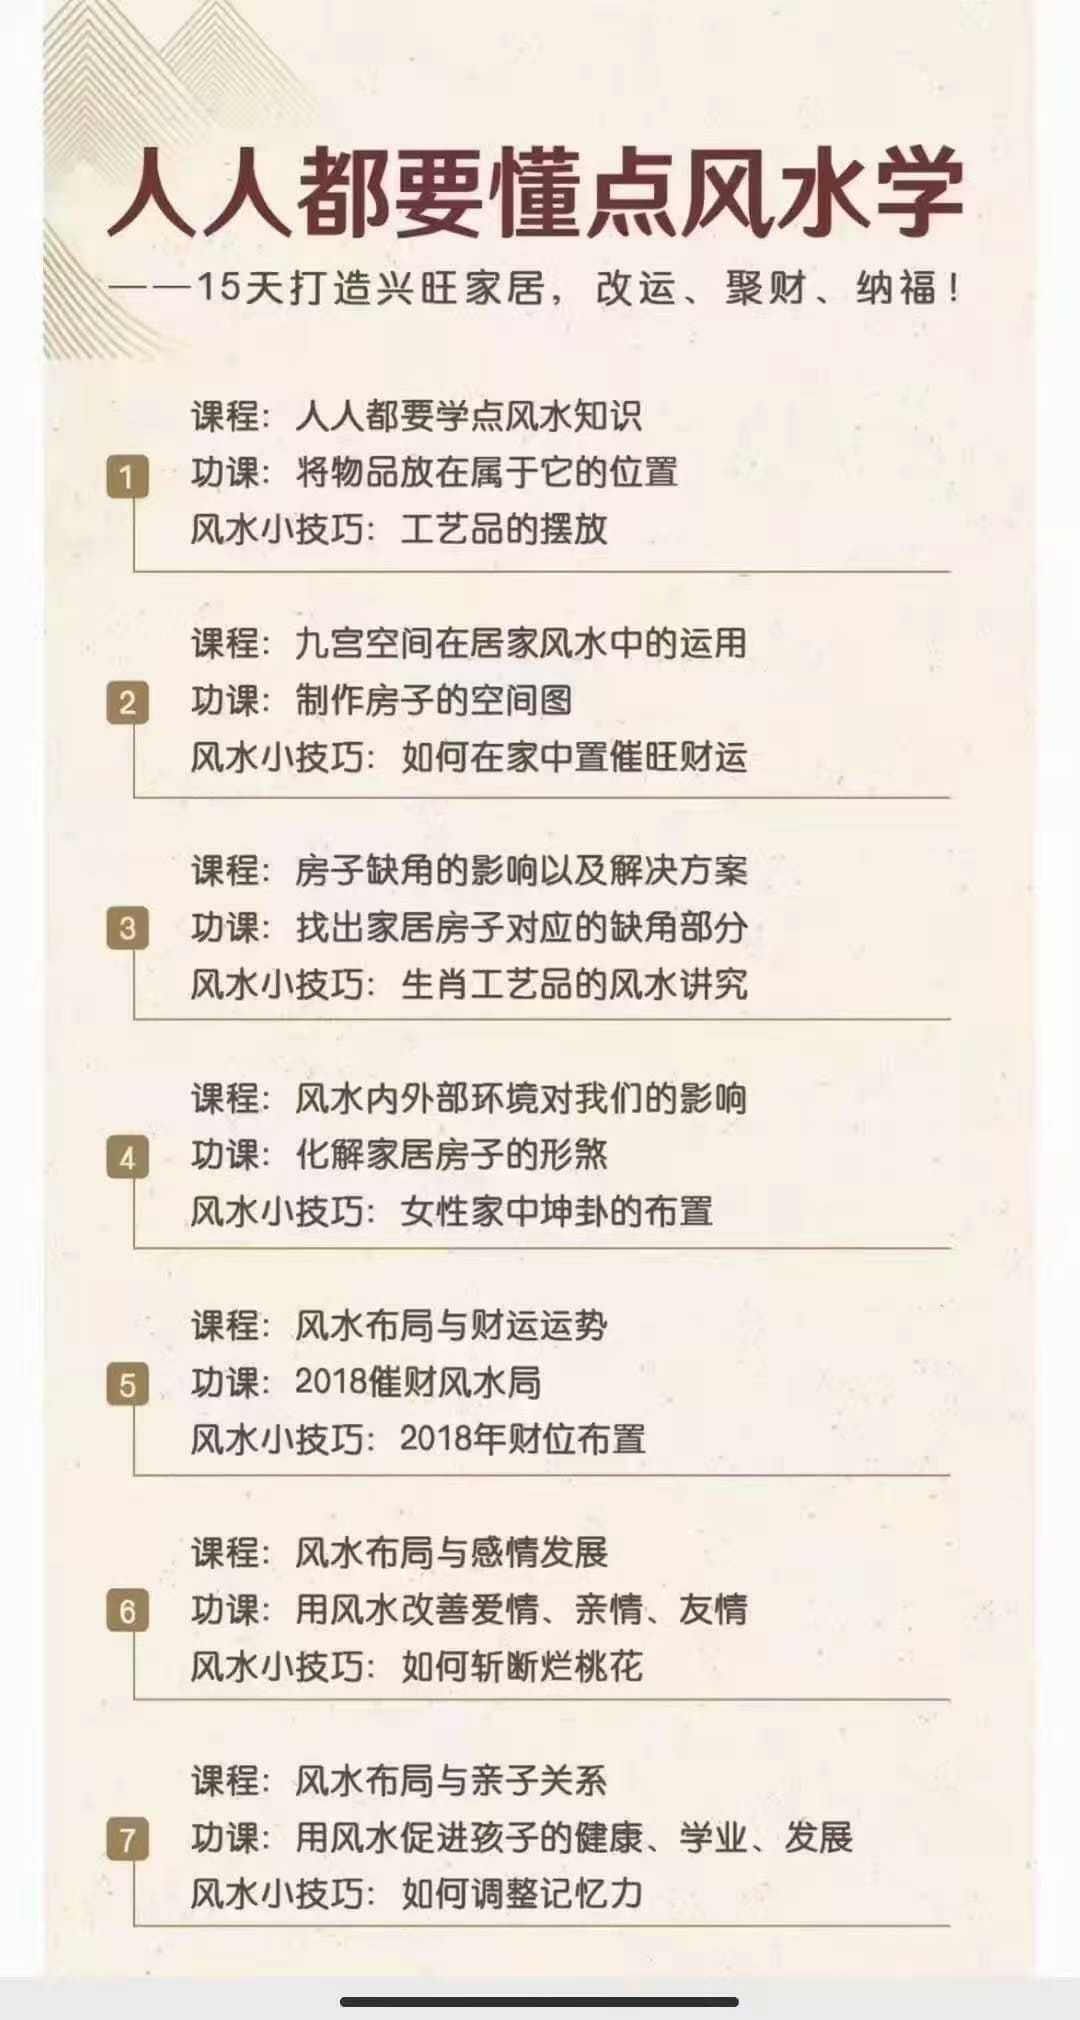 人人都要懂点风水学
——15天打造兴旺家居，改运、聚财、纳福！
课程：人人都要学点风水知识
1
功课：将物品放在属于它的位置
风水小技巧：工艺品的摆放
课程：九宫空间在居家风水中的运用
2
功课：制作房子的空间图
风水小技巧：如何在家中置催旺财运
课程：房子缺角的影响以及解决方案
3
功课：找出家居房子对应的缺角部分
风水小技巧：生肖工艺品的风水讲究
课程：风水内外部环境对我们的影响
4
功课：化解家居房子的形煞
风水小技巧：女性家中坤卦的布置
课程：风水布局与财运运势
5
功课：2018催财风水局
风水小技巧：2018年财位布置
课程：风水布局与感情发展
6
功课：用风水改善爱情、亲情、友情
风水小技巧：如何斩断烂桃花
课程：风水布局与亲子关系
7
功课：用风水促进孩子的健康、学业、发展
风水小技巧：如何调整记忆力